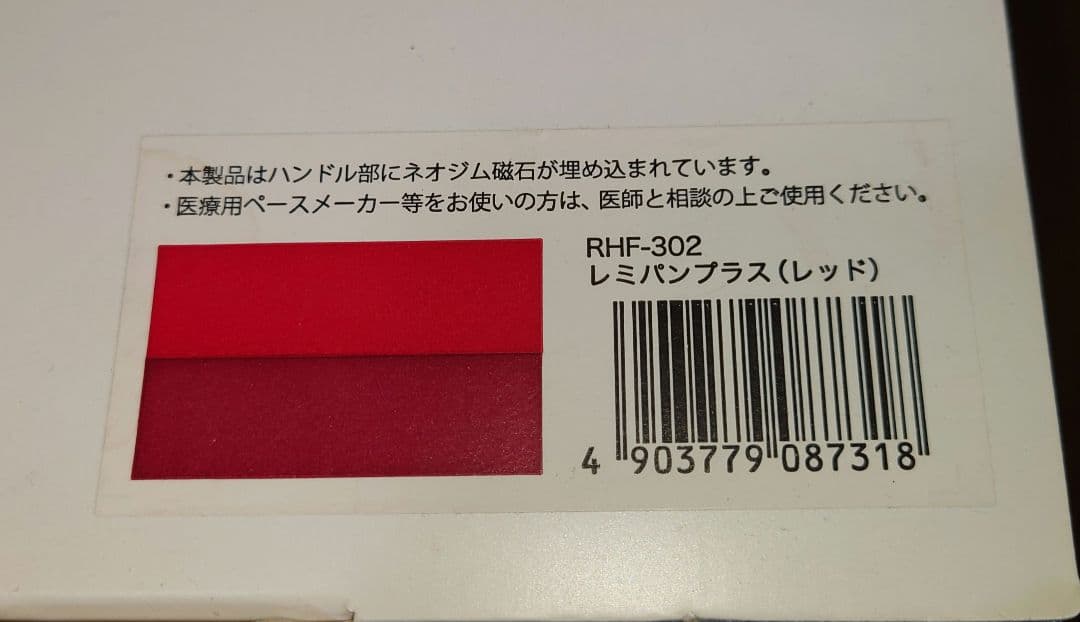 ・本製品はハンドル部にネオジム磁石が埋め込まれています。
・医療用ペースメーカー等をお使いの方は、医師と相談の上ご使用ください。
RHF-302
レミパンプラス（レッド）
4 903779 087318